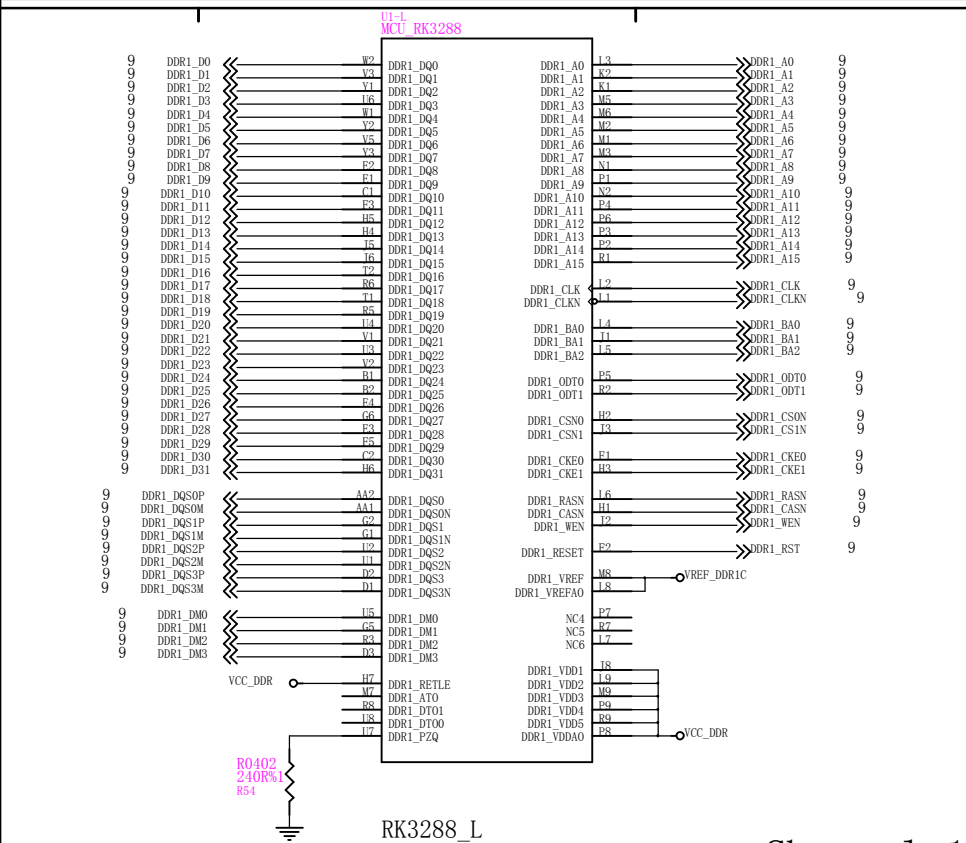 U1-L
MCU_RK3288
9 DDR1_D0 W2 DDR1_DQ0 DDR1_A0 L3 DDR1_A0 9
9 DDR1_D1 V3 DDR1_DQ1 DDR1_A1 K2 DDR1_A1 9
9 DDR1_D2 Y1 DDR1_DQ2 DDR1_A2 K1 DDR1_A2 9
9 DDR1_D3 U6 DDR1_DQ3 DDR1_A3 M5 DDR1_A3 9
9 DDR1_D4 W1 DDR1_DQ4 DDR1_A4 M6 DDR1_A4 9
9 DDR1_D5 Y2 DDR1_DQ5 DDR1_A5 M2 DDR1_A5 9
9 DDR1_D6 V5 DDR1_DQ6 DDR1_A6 M1 DDR1_A6 9
9 DDR1_D7 Y3 DDR1_DQ7 DDR1_A7 M3 DDR1_A7 9
9 DDR1_D8 DDR1_DQ8 DDR1_A8 N1 DDR1_A8 9
9 DDR1_D9 DDR1_DQ9 DDR1_A9 P1 DDR1_A9 9
9 DDR1_D10 C1 DDR1_DQ10 DDR1_A10 N2 DDR1_A10 9
9 DDR1_D11 DDR1_DQ11 DDR1_A11 P4 DDR1_A11 9
9 DDR1_D12 H5 DDR1_DQ12 DDR1_A12 P6 DDR1_A12 9
9 DDR1_D13 H4 DDR1_DQ13 DDR1_A13 P3 DDR1_A13 9
9 DDR1_D14 J5 DDR1_DQ14 DDR1_A14 P2 DDR1_A14 9
9 DDR1_D15 J6 DDR1_DQ15 DDR1_A15 R1 DDR1_A15 9
9 DDR1_D16 T2 DDR1_DQ16
9 DDR1_D17 R6 DDR1_DQ17 DDR1_CLK L2 DDR1_CLK 9
9 DDR1_D18 T1 DDR1_DQ18 DDR1_CLKN L1 DDR1_CLKN 9
9 DDR1_D19 R5 DDR1_DQ19
9 DDR1_D20 U4 DDR1_DQ20 DDR1_BA0 L4 DDR1_BA0 9
9 DDR1_D21 V1 DDR1_DQ21 DDR1_BA1 J1 DDR1_BA1 9
9 DDR1_D22 U3 DDR1_DQ22 DDR1_BA2 L5 DDR1_BA2 9
9 DDR1_D23 V2 DDR1_DQ23
9 DDR1_D24 B1 DDR1_DQ24 DDR1_ODT0 P5 DDR1_ODT0 9
9 DDR1_D25 B2 DDR1_DQ25 DDR1_ODT1 R2 DDR1_ODT1 9
9 DDR1_D26 DDR1_DQ26
9 DDR1_D27 G6 DDR1_DQ27 DDR1_CSN0 H2 DDR1_CS0N 9
9 DDR1_D28 DDR1_DQ28 DDR1_CSN1 J3 DDR1_CS1N 9
9 DDR1_D29 DDR1_DQ29
9 DDR1_D30 C2 DDR1_DQ30 DDR1_CKE0 DDR1_CKE0 9
9 DDR1_D31 H6 DDR1_DQ31 DDR1_CKE1 H3 DDR1_CKE1 9
9 DDR1_DQS0P AA2 DDR1_DQS0 DDR1_RASN L6 DDR1_RASN 9
9 DDR1_DQS0M AA1 DDR1_DQS0N DDR1_CASN H1 DDR1_CASN 9
9 DDR1_DQS1P G2 DDR1_DQS1 DDR1_WEN J2 DDR1_WEN 9
9 DDR1_DQS1M G1 DDR1_DQS1N
9 DDR1_DQS2P U2 DDR1_DQS2 DDR1_RESET DDR1_RST 9
9 DDR1_DQS2M U1 DDR1_DQS2N
9 DDR1_DQS3P D2 DDR1_DQS3 DDR1_VREF M8 VREF_DDR1C
9 DDR1_DQS3M D1 DDR1_DQS3N DDR1_VREFAO L8
9 DDR1_DM0 U5 DDR1_DM0 NC4 P7
9 DDR1_DM1 G5 DDR1_DM1 NC5 R7
9 DDR1_DM2 R3 DDR1_DM2 NC6 L7
9 DDR1_DM3 D3 DDR1_DM3
DDR1_VDD1 J8
VCC_DDR H7 DDR1_RETLE DDR1_VDD2 L9
M7 DDR1_ATO DDR1_VDD3 M9
R8 DDR1_DTO1 DDR1_VDD4 P9
U8 DDR1_DTO0 DDR1_VDD5 R9
U7 DDR1_PZQ DDR1_VDDAO P8 VCC_DDR
R0402
240R%1
R54
RK3288_L